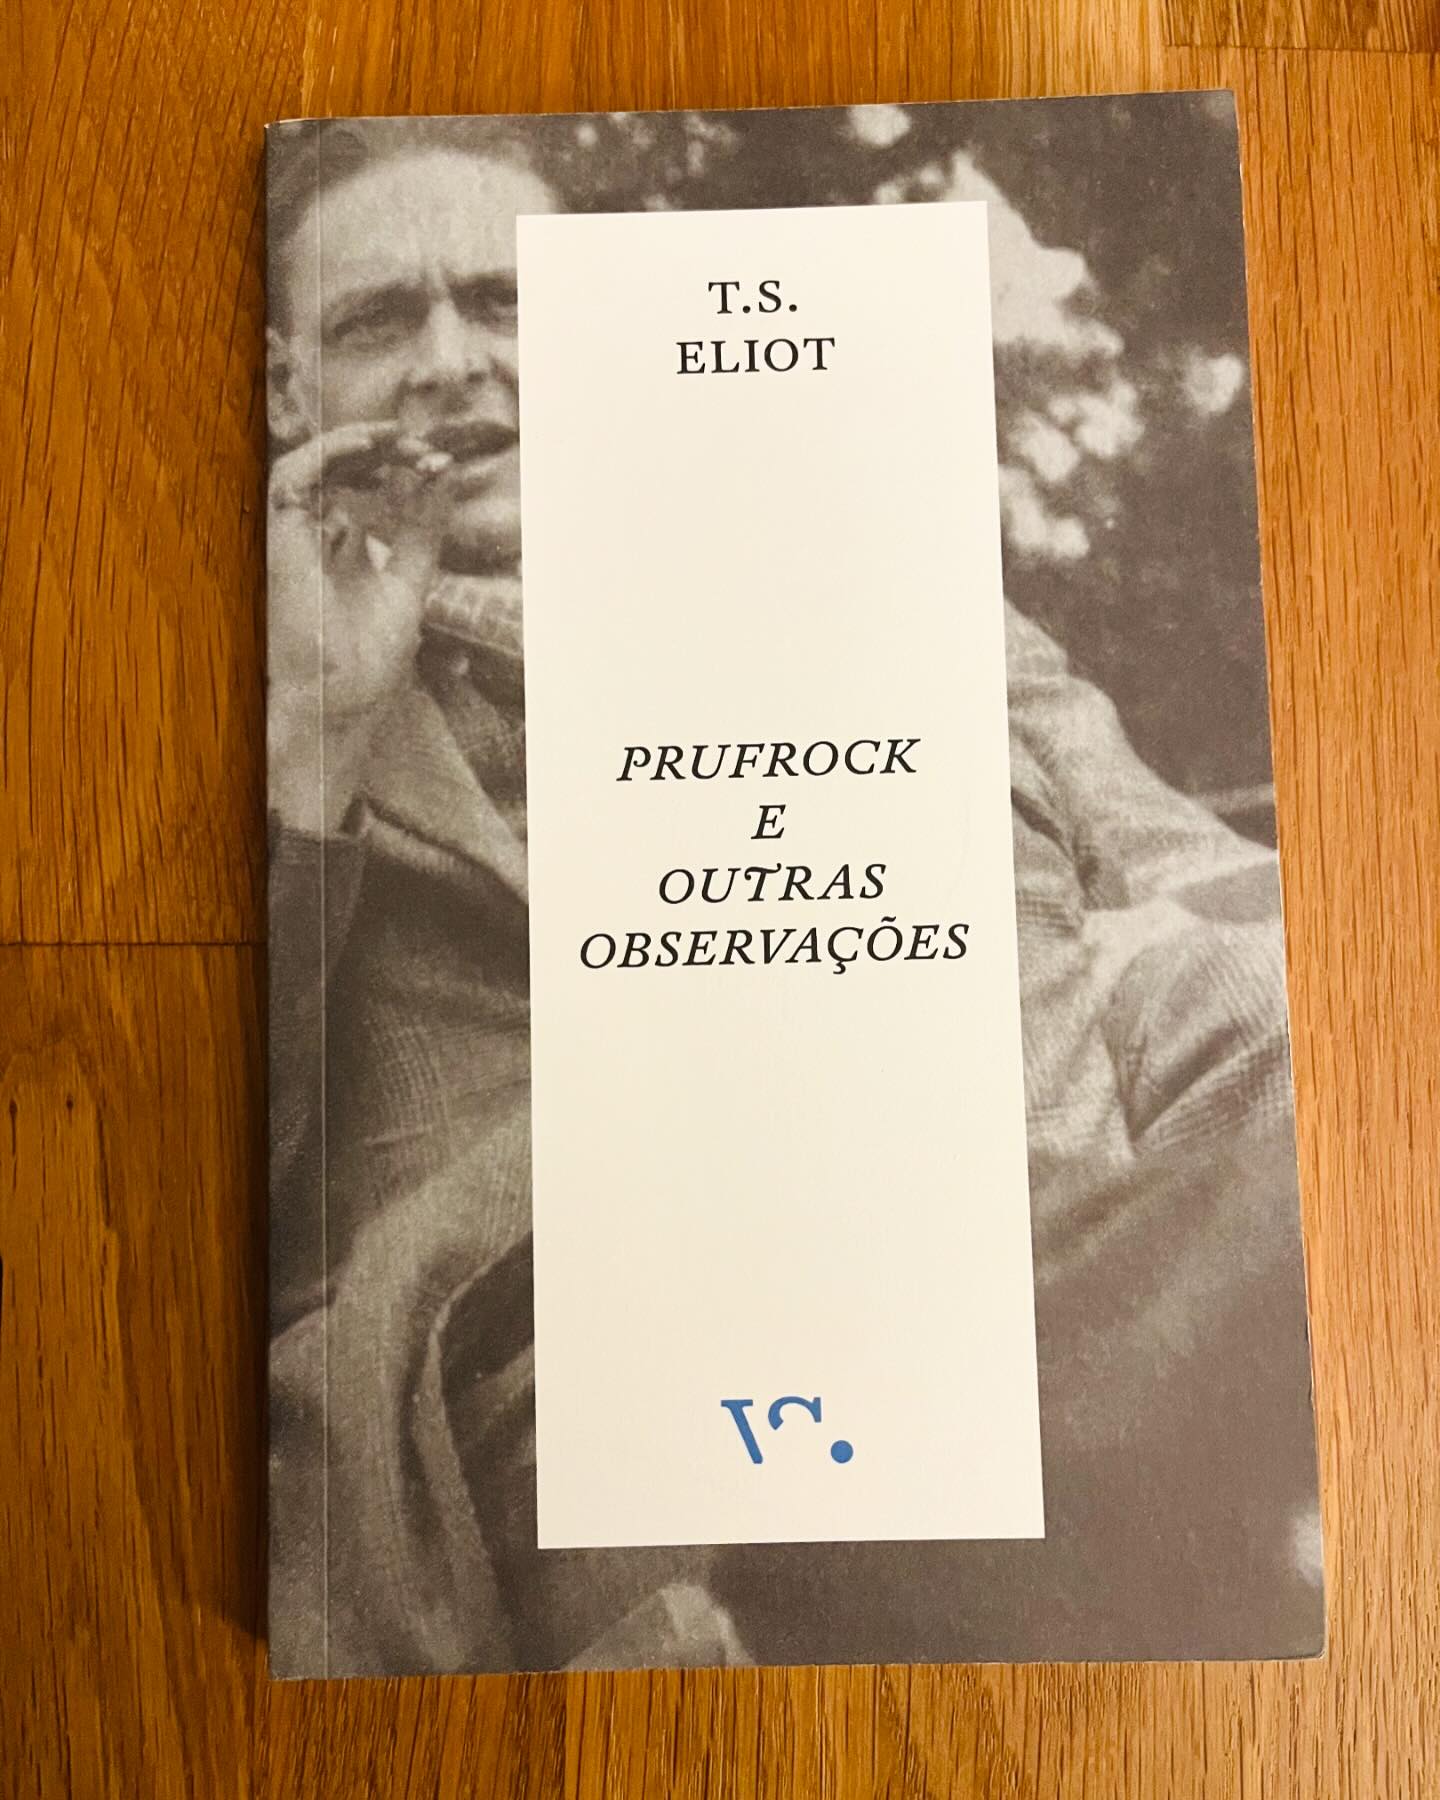 T.S.
ELIOT
PRUFROCK
E
OUTRAS
OBSERVAÇÕES